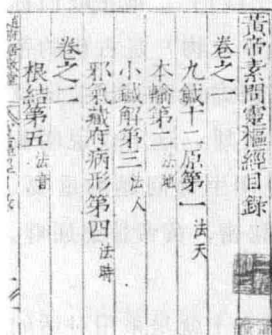 黃帝素問靈樞經目錄
卷之一
九鍼十二原第一 法天
本輸第二 法地
小鍼解第三 法人
邪氣藏府病形第四 法時
卷之二
根結第五 法音